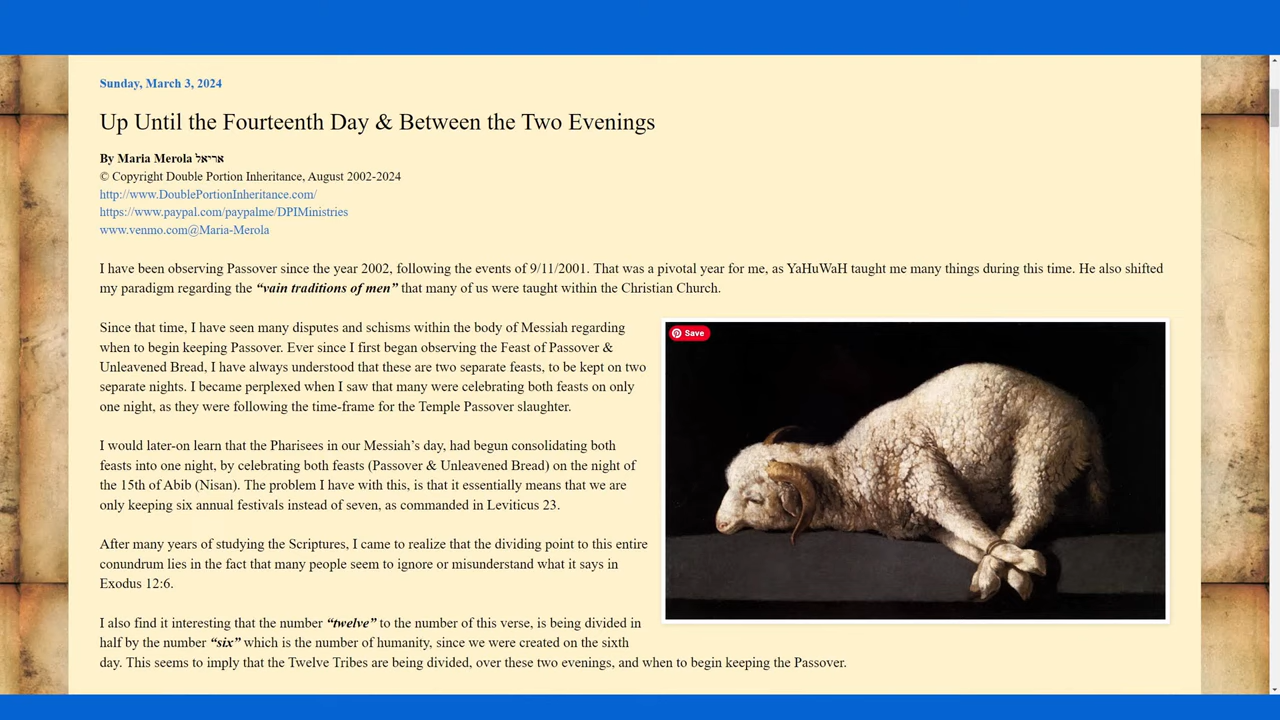 Sunday, March 3, 2024
Up Until the Fourteenth Day & Between the Two Evenings
By Maria Merola אריאל
© Copyright Double Portion Inheritance, August 2002-2024
http://www.DoublePortionInheritance.com/
https://www.paypal.com/paypalme/DPIMinistries
www.venmo.com@Maria-Merola
I have been observing Passover since the year 2002, following the events of 9/11/2001. That was a pivotal year for me, as YaHuWaH taught me many things during this time. He also shifted
my paradigm regarding the “vain traditions of men” that many of us were taught within the Christian Church.
Since that time, I have seen many disputes and schisms within the body of Messiah regarding
when to begin keeping Passover. Ever since I first began observing the Feast of Passover &
Unleavened Bread, I have always understood that these are two separate feasts, to be kept on two
separate nights. I became perplexed when I saw that many were celebrating both feasts on only
one night, as they were following the time-frame for the Temple Passover slaughter.
I would later-on learn that the Pharisees in our Messiah’s day, had begun consolidating both
feasts into one night, by celebrating both feasts (Passover & Unleavened Bread) on the night of
the 15th of Abib (Nisan). The problem I have with this, is that it essentially means that we are
only keeping six annual festivals instead of seven, as commanded in Leviticus 23.
After many years of studying the Scriptures, I came to realize that the dividing point to this entire
conundrum lies in the fact that many people seem to ignore or misunderstand what it says in
Exodus 12:6.
I also find it interesting that the number “twelve” to the number of this verse, is being divided in
half by the number “six” which is the number of humanity, since we were created on the sixth
day. This seems to imply that the Twelve Tribes are being divided, over these two evenings, and when to begin keeping the Passover.
Save